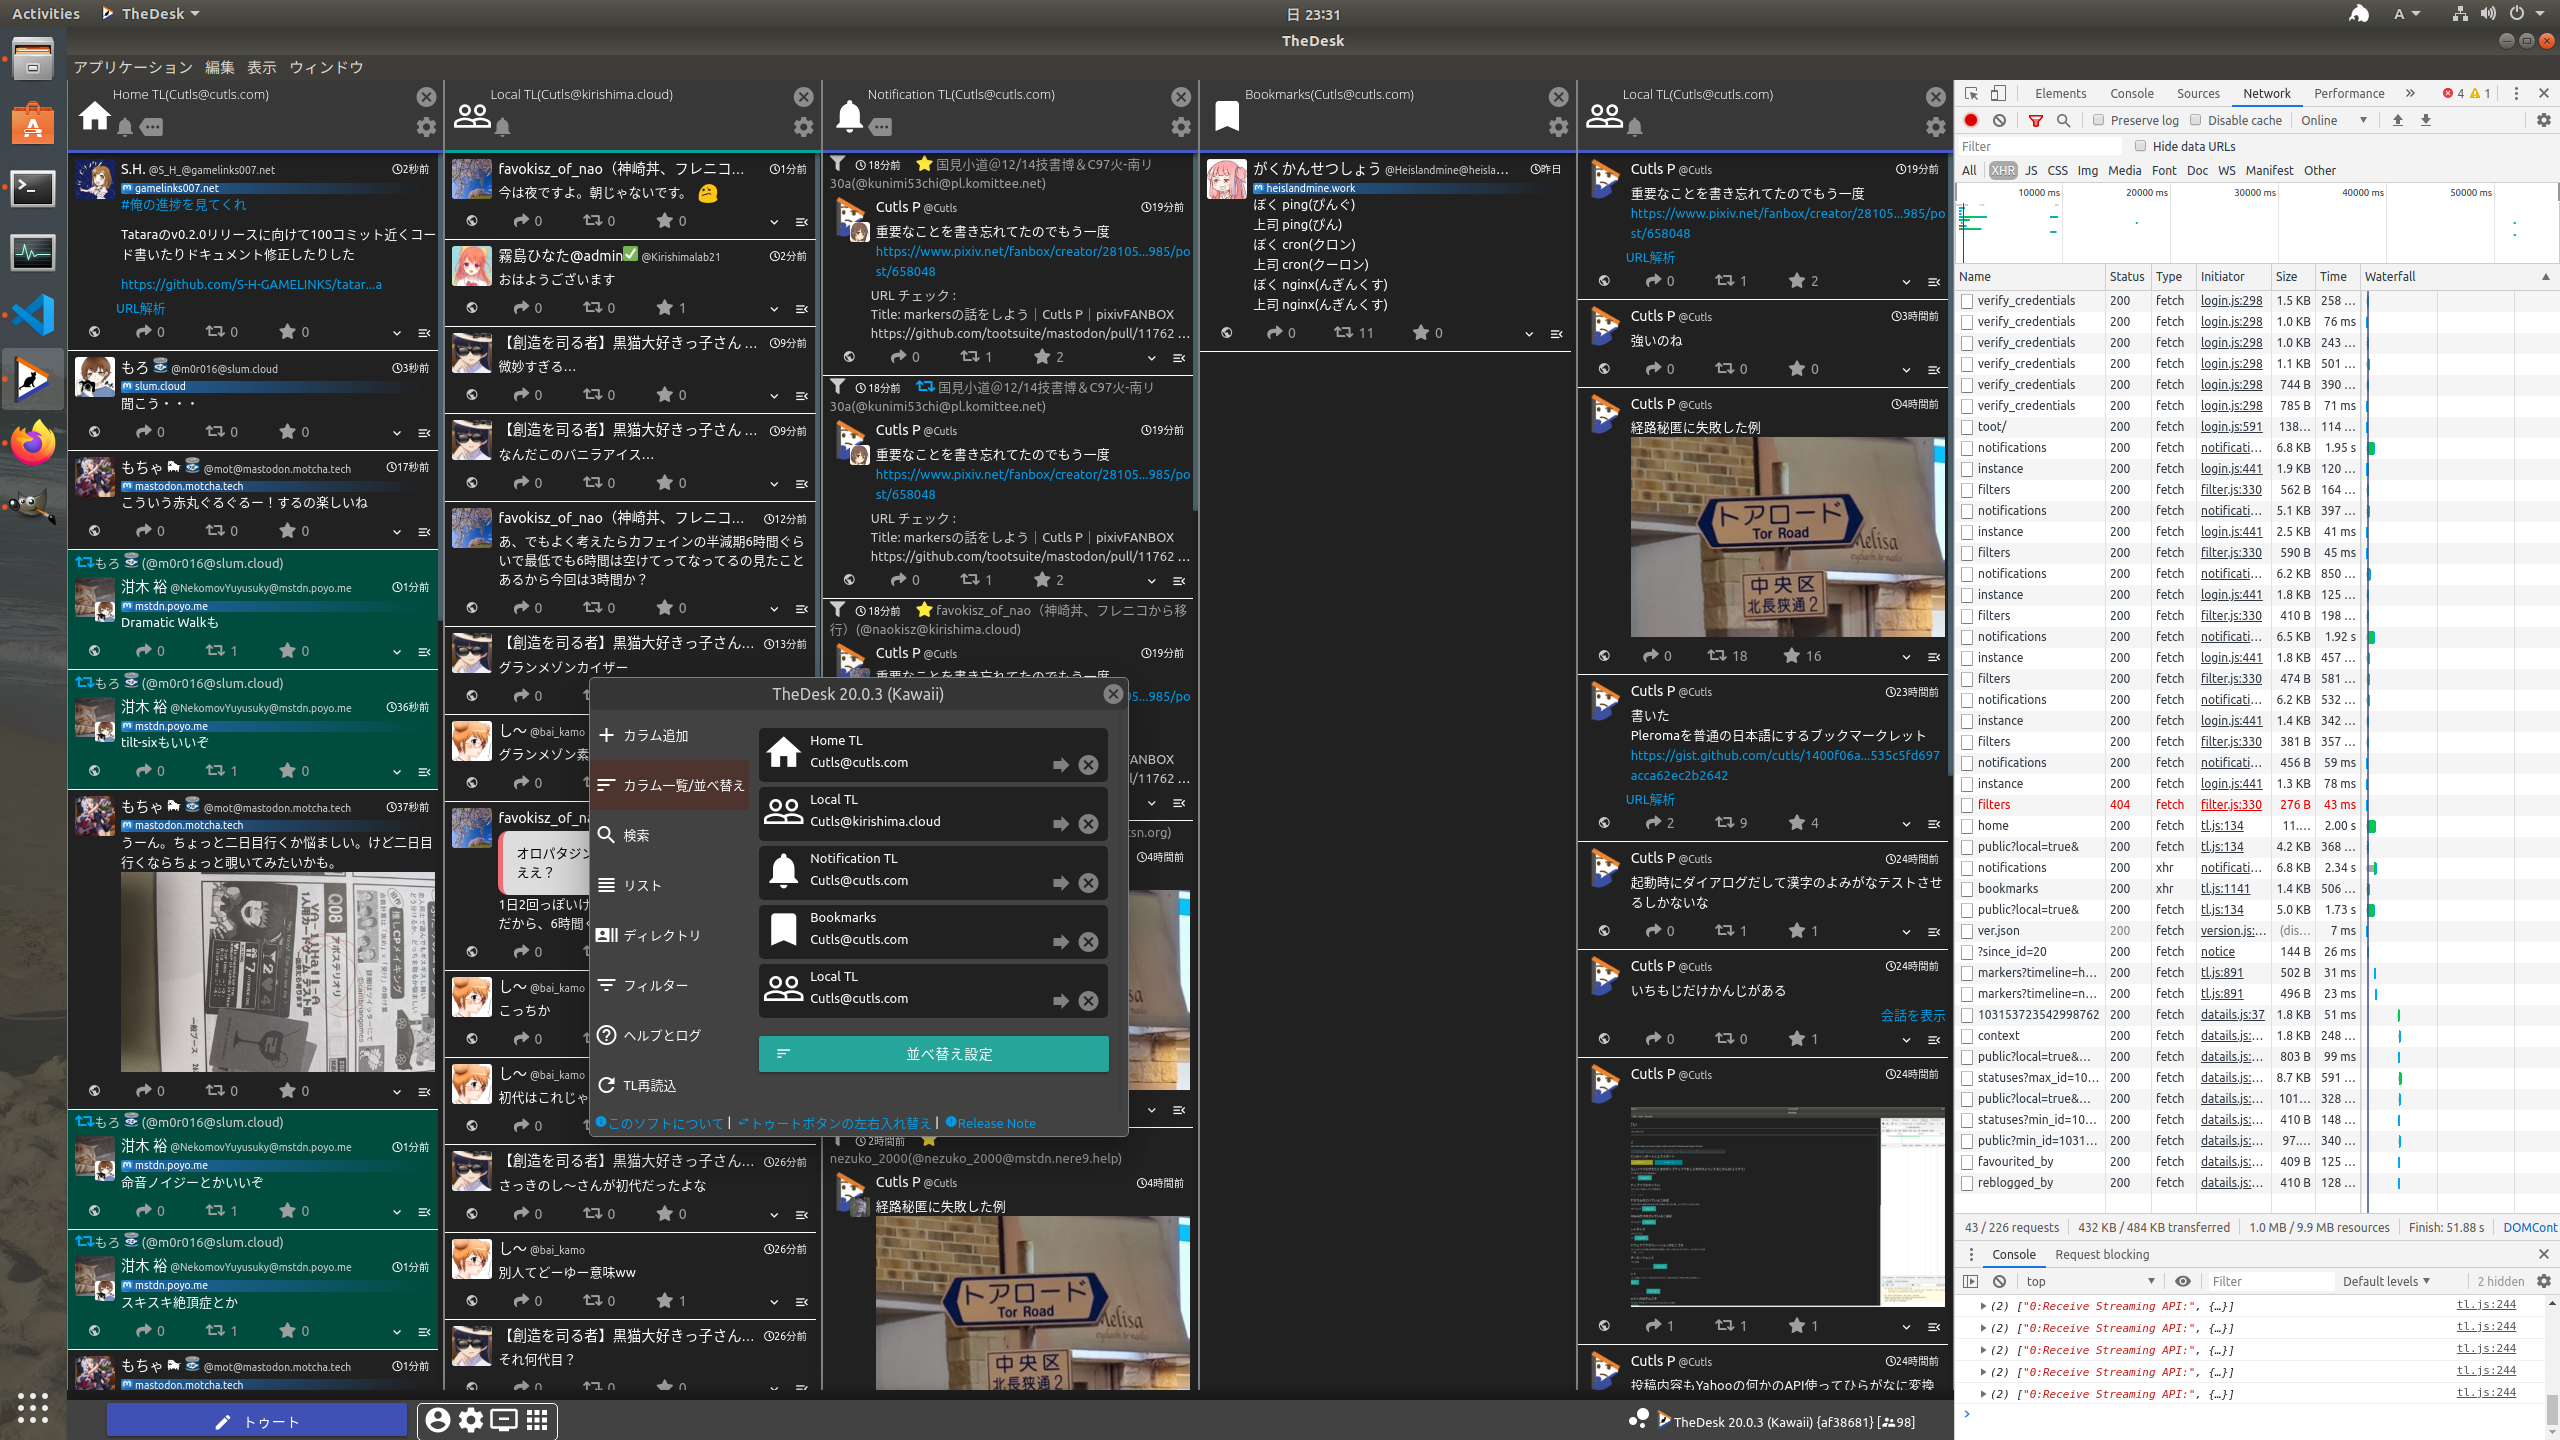 Activities
TheDesk
日 23:31
A
TheDesk
アプリケーション 編集 表示 ウィンドウ
Home TL(Cutls@cutls.com)
S.H. @S_H_@gamelinks007.net 2秒前
gamelinks007.net
#俺の進捗を見てくれ
Tataraのv0.2.0リリースに向けて100コミット近くコー
ド書いたりドキュメント修正したりした
https://github.com/S-H-GAMELINKS/tatar...a
URL解析
0 0 0
もろ @m0r016@slum.cloud 3秒前
slum.cloud
聞こう・・・
0 0 0
もちゃ @mot@mastodon.motcha.tech 17秒前
mastodon.motcha.tech
こういう赤丸ぐるぐるー！するの楽しいね
0 0 0
もろ (@m0r016@slum.cloud)
泔木 裕 @NekomovYuyusuky@mstdn.poyo.me 1分前
mstdn.poyo.me
Dramatic Walkも
0 1 0
もろ (@m0r016@slum.cloud)
泔木 裕 @NekomovYuyusuky@mstdn.poyo.me 36秒前
mstdn.poyo.me
tilt-sixもいいぞ
0 1 0
もちゃ @mot@mastodon.motcha.tech 37秒前
mastodon.motcha.tech
うーん。ちょっと二日目行くか悩ましい。けど二日目
行くならちょっと覗いてみたいかも。
0 0 0
もろ (@m0r016@slum.cloud)
泔木 裕 @NekomovYuyusuky@mstdn.poyo.me 1分前
mstdn.poyo.me
命音ノイジーとかいいぞ
0 1 0
もろ (@m0r016@slum.cloud)
泔木 裕 @NekomovYuyusuky@mstdn.poyo.me 1分前
mstdn.poyo.me
スキスキ絶頂症とか
0 1 0
もちゃ @mot@mastodon.motcha.tech 1分前
mastodon.motcha.tech
Local TL(Cutls@kirishima.cloud)
favokisz_of_nao（神崎丼、フレニコ… 1分前
今は夜ですよ。朝じゃないです。
0 0 0
霧島ひなた@admin @Kirishimalab21 2分前
おはようございます
0 0 1
【創造を司る者】黒猫大好きっ子さん … 9分前
微妙すぎる…
0 0 0
【創造を司る者】黒猫大好きっ子さん … 9分前
なんだこのバニラアイス…
0 0 0
favokisz_of_nao（神崎丼、フレニコ… 12分前
あ、でもよく考えたらカフェインの半減期6時間ぐら
いで最低でも6時間は空けてってなってるの見たこと
あるから今回は3時間か？
0 0 0
【創造を司る者】黒猫大好きっ子さん… 13分前
グランメゾンカイザー
0
し〜 @bai_kamo
グランメゾン素
0
favokisz_of_na
オロパタジン
ええ？
1日2回っぽいけ
だから、6時間く
0
し〜 @bai_kamo
こっちか
0
し〜 @bai_kamo
初代はこれじゃ
0
【創造を司る者】黒猫大好きっ子さん… 26分前
さっきのし〜さんが初代だったよな
0 0 0
し〜 @bai_kamo 26分前
別人てどーゆー意味ww
0 0 1
【創造を司る者】黒猫大好きっ子さん… 26分前
それ何代目？
0 0 0
Notification TL(Cutls@cutls.com)
18分前 国見小道@12/14技書博＆C97火-南リ
30a(@kunimi53chi@pl.komittee.net)
Cutls P @Cutls 19分前
重要なことを書き忘れてたのでもう一度
https://www.pixiv.net/fanbox/creator/28105...985/po
st/658048
URL チェック :
Title: markersの話をしよう｜Cutls P｜pixivFANBOX
https://github.com/tootsuite/mastodon/pull/11762 …
0 1 2
18分前 国見小道@12/14技書博＆C97火-南リ
30a(@kunimi53chi@pl.komittee.net)
Cutls P @Cutls 19分前
重要なことを書き忘れてたのでもう一度
https://www.pixiv.net/fanbox/creator/28105...985/po
st/658048
URL チェック :
Title: markersの話をしよう｜Cutls P｜pixivFANBOX
https://github.com/tootsuite/mastodon/pull/11762 …
0 1 2
18分前 favokisz_of_nao（神崎丼、フレニコから移
行）(@naokisz@kirishima.cloud)
Cutls P @Cutls 19分前
重要なことを書き忘れてたのでもう一度
5...985/po
FANBOX
/11762 …
tsn.org)
4時間前
2時間前
nezuko_2000(@nezuko_2000@mstdn.nere9.help)
Cutls P @Cutls 4時間前
経路秘匿に失敗した例
トアロード
Tor Road
Melisa
中央区
北長狭通2
TheDesk 20.0.3 (Kawaii)
カラム追加
カラム一覧/並べ替え
検索
リスト
ディレクトリ
フィルター
ヘルプとログ
TL再読込
Home TL
Cutls@cutls.com
Local TL
Cutls@kirishima.cloud
Notification TL
Cutls@cutls.com
Bookmarks
Cutls@cutls.com
Local TL
Cutls@cutls.com
並べ替え設定
このソフトについて | トゥートボタンの左右入れ替え | Release Note
Bookmarks(Cutls@cutls.com)
がくかんせつしょう @Heislandmine@heisla… 昨日
heislandmine.work
ぼく ping(ぴんぐ)
上司 ping(ぴん)
ぼく cron(クロン)
上司 cron(クーロン)
ぼく nginx(んぎんくす)
上司 nginx(んぎんくす)
0 11 0
Local TL(Cutls@cutls.com)
Cutls P @Cutls 19分前
重要なことを書き忘れてたのでもう一度
https://www.pixiv.net/fanbox/creator/28105...985/po
st/658048
URL解析
0 1 2
Cutls P @Cutls 3時間前
強いのね
0 0 0
Cutls P @Cutls 4時間前
経路秘匿に失敗した例
トアロード
Tor Road
Melisa
中央区
北長狭通2
0 18 16
Cutls P @Cutls 23時間前
書いた
Pleromaを普通の日本語にするブックマークレット
https://gist.github.com/cutls/1400f06a...535c5fd697
acca62ec2b2642
URL解析
2 9 4
Cutls P @Cutls 24時間前
起動時にダイアログだして漢字のよみがなテストさせ
るしかないな
0 1 1
Cutls P @Cutls 24時間前
いちもじだけかんじがある
会話を表示
0 0 1
Cutls P @Cutls 24時間前
1 1 1
Cutls P @Cutls 24時間前
投稿内容もYahooの何かのAPI使ってひらがなに変換
トゥート
TheDesk 20.0.3 (Kawaii) {af38681} [98]
Elements Console Sources Network Performance 4 1
Preserve log Disable cache Online
Filter Hide data URLs
All XHR JS CSS Img Media Font Doc WS Manifest Other
10000 ms 20000 ms 30000 ms 40000 ms 50000 ms
Name Status Type Initiator Size Time Waterfall
verify_credentials 200 fetch login.js:298 1.5 KB 258 …
verify_credentials 200 fetch login.js:298 1.0 KB 76 ms
verify_credentials 200 fetch login.js:298 1.0 KB 243 …
verify_credentials 200 fetch login.js:298 1.1 KB 501 …
verify_credentials 200 fetch login.js:298 744 B 390 …
verify_credentials 200 fetch login.js:298 785 B 71 ms
toot/ 200 fetch login.js:591 138… 114 …
notifications 200 fetch notificati… 6.8 KB 1.95 s
instance 200 fetch login.js:441 1.9 KB 120 …
filters 200 fetch filter.js:330 562 B 164 …
notifications 200 fetch notificati… 5.1 KB 397 …
instance 200 fetch login.js:441 2.5 KB 41 ms
filters 200 fetch filter.js:330 590 B 45 ms
notifications 200 fetch notificati… 6.2 KB 850 …
instance 200 fetch login.js:441 1.8 KB 125 …
filters 200 fetch filter.js:330 410 B 198 …
notifications 200 fetch notificati… 6.5 KB 1.92 s
instance 200 fetch login.js:441 1.8 KB 457 …
filters 200 fetch filter.js:330 474 B 581 …
notifications 200 fetch notificati… 6.2 KB 532 …
instance 200 fetch login.js:441 1.4 KB 342 …
filters 200 fetch filter.js:330 381 B 357 …
notifications 200 fetch notificati… 456 B 59 ms
instance 200 fetch login.js:441 1.3 KB 78 ms
filters 404 fetch filter.js:330 276 B 43 ms
home 200 fetch tl.js:134 11.… 2.00 s
public?local=true& 200 fetch tl.js:134 4.2 KB 368 …
notifications 200 xhr notificati… 6.8 KB 2.34 s
bookmarks 200 xhr tl.js:1141 1.4 KB 506 …
public?local=true& 200 fetch tl.js:134 5.0 KB 1.73 s
ver.json 200 fetch version.js:… (dis… 7 ms
?since_id=20 200 fetch notice 144 B 26 ms
markers?timeline=h… 200 fetch tl.js:891 502 B 31 ms
markers?timeline=n… 200 fetch tl.js:891 496 B 23 ms
103153723542998762 200 fetch datails.js:37 1.8 KB 51 ms
context 200 fetch datails.js:… 1.8 KB 248 …
public?local=true&… 200 fetch datails.js:… 803 B 99 ms
statuses?max_id=10… 200 fetch datails.js:… 8.7 KB 591 …
public?local=true&… 200 fetch datails.js:… 101… 328 …
statuses?min_id=10… 200 fetch datails.js:… 410 B 148 …
public?min_id=1031… 200 fetch datails.js:… 97.… 340 …
favourited_by 200 fetch datails.js:… 409 B 125 …
reblogged_by 200 fetch datails.js:… 410 B 128 …
43 / 226 requests 432 KB / 484 KB transferred 1.0 MB / 9.9 MB resources Finish: 51.88 s DOMCont
Console Request blocking
top Filter Default levels 2 hidden
(2) ["0:Receive Streaming API:", {…}] tl.js:244
(2) ["0:Receive Streaming API:", {…}] tl.js:244
(2) ["0:Receive Streaming API:", {…}] tl.js:244
(2) ["0:Receive Streaming API:", {…}] tl.js:244
(2) ["0:Receive Streaming API:", {…}] tl.js:244